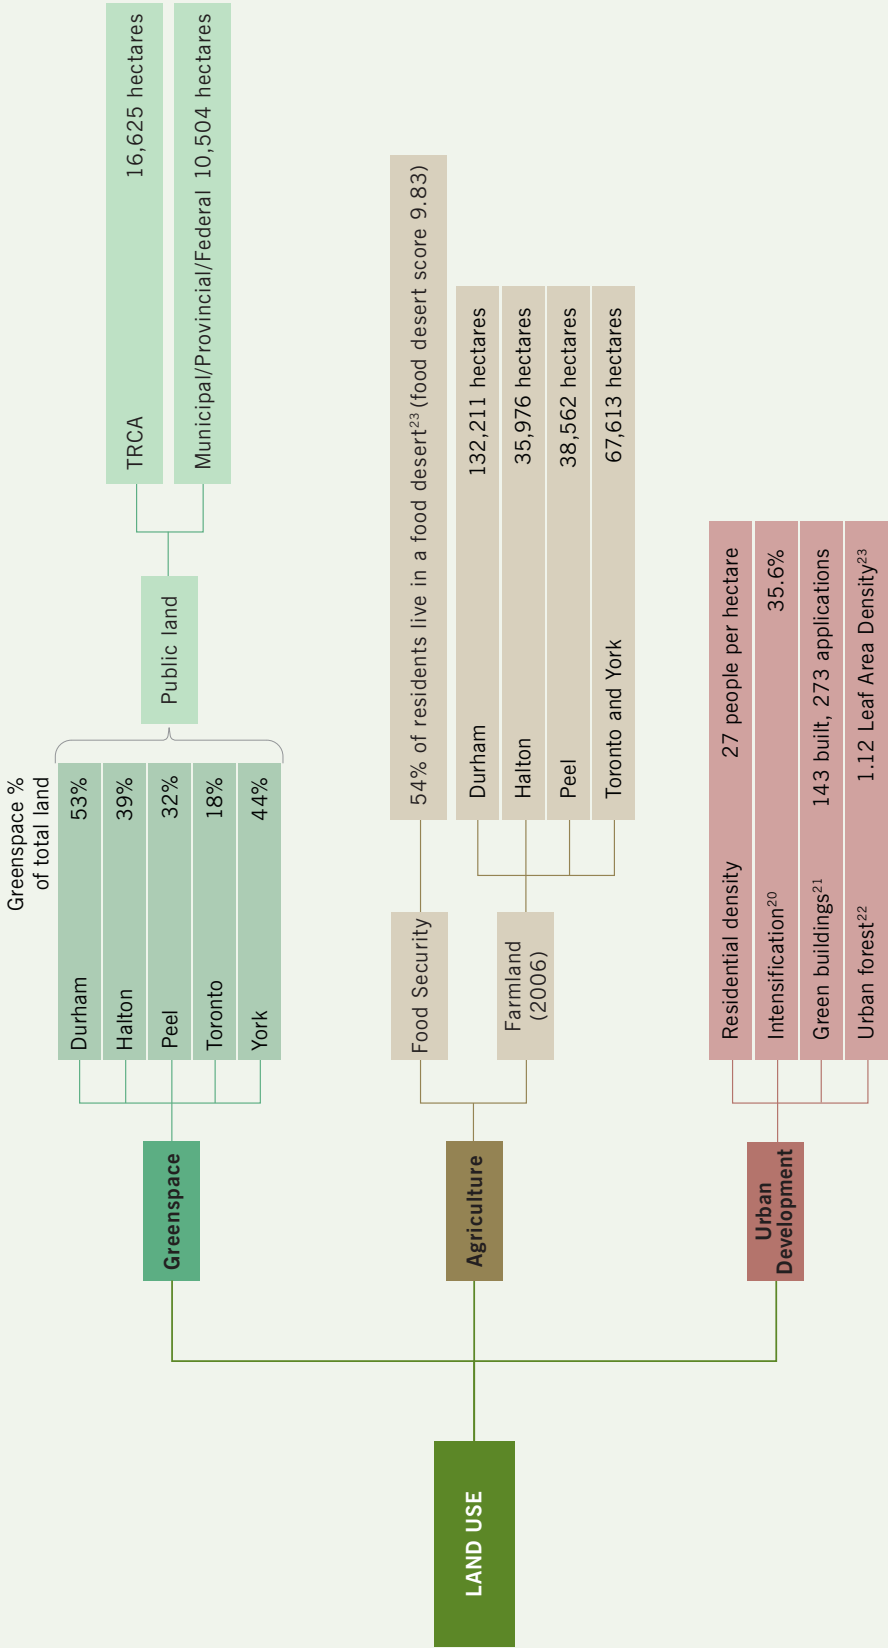 LAND USE
Greenspace
Greenspace %
of total land
Durham 53%
Halton 39%
Peel 32%
Toronto 18%
York 44%
Public land
TRCA 16,625 hectares
Municipal/Provincial/Federal 10,504 hectares
Agriculture
Food Security
54% of residents live in a food desert²³ (food desert score 9.83)
Farmland
(2006)
Durham 132,211 hectares
Halton 35,976 hectares
Peel 38,562 hectares
Toronto and York 67,613 hectares
Urban
Development
Residential density 27 people per hectare
Intensification²⁰ 35.6%
Green buildings²¹ 143 built, 273 applications
Urban forest²² 1.12 Leaf Area Density²³